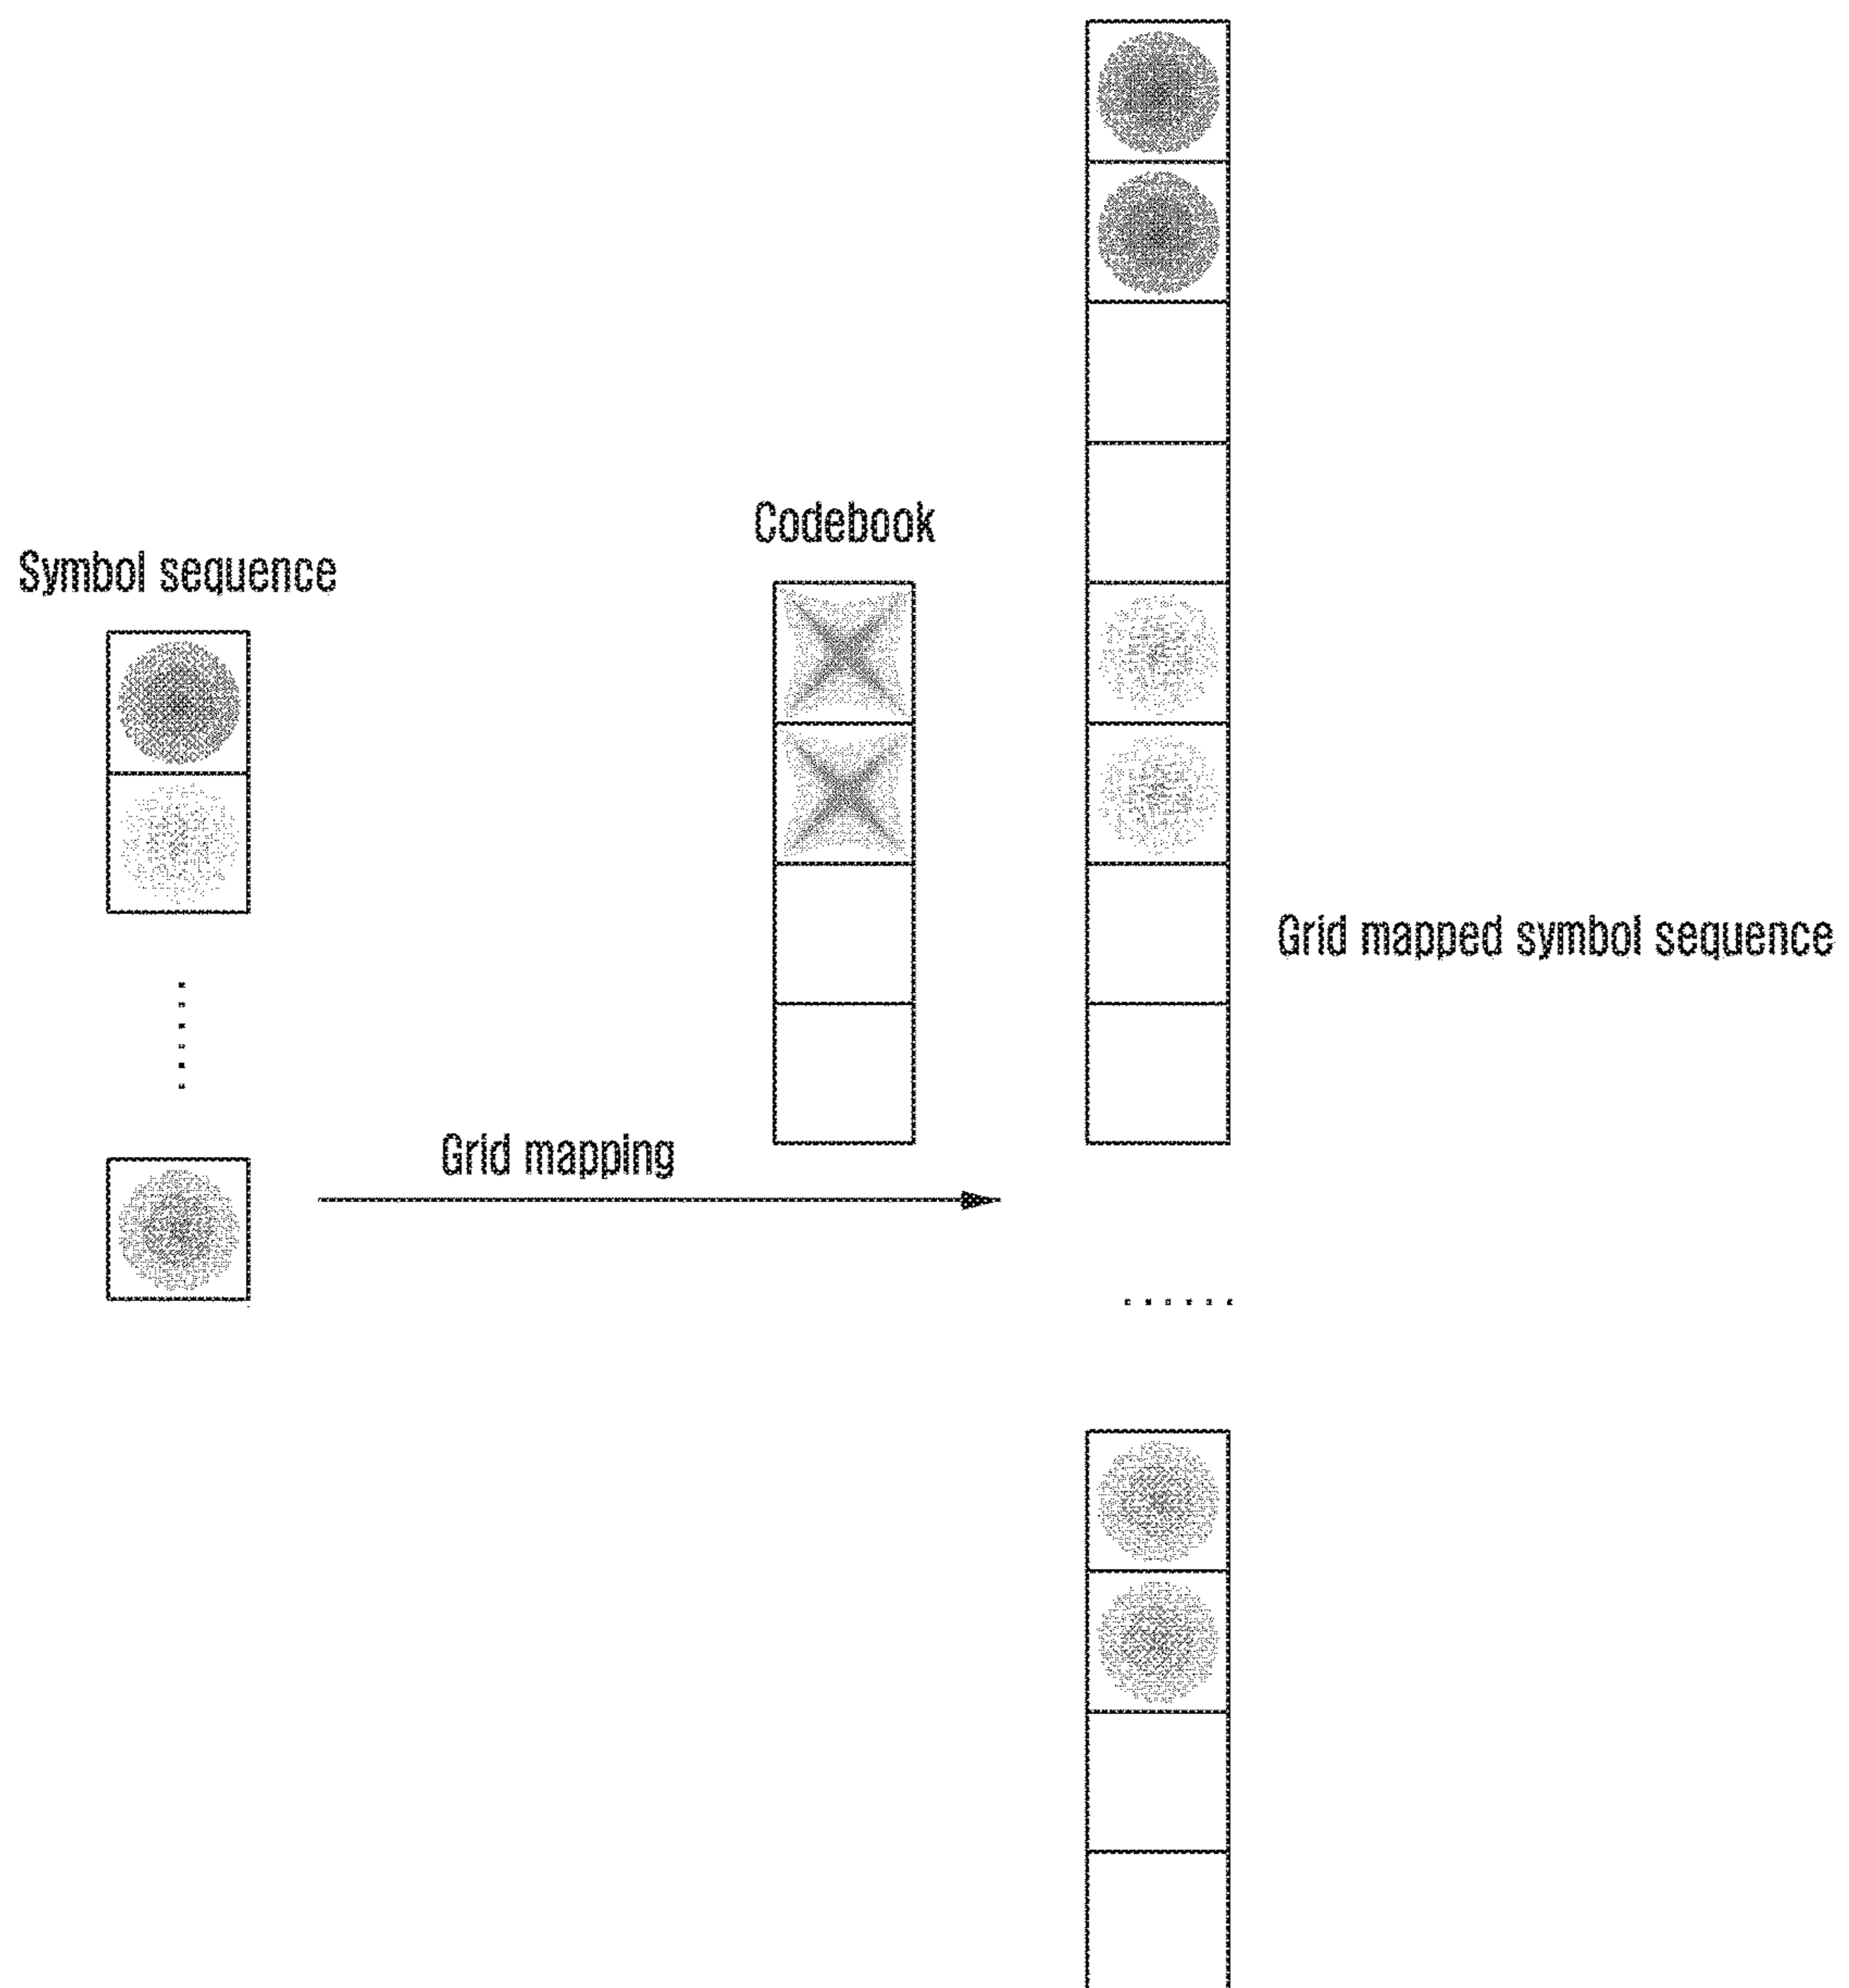 Codebook
Symbol sequence
Grid mapped symbol sequence
Grid mapping